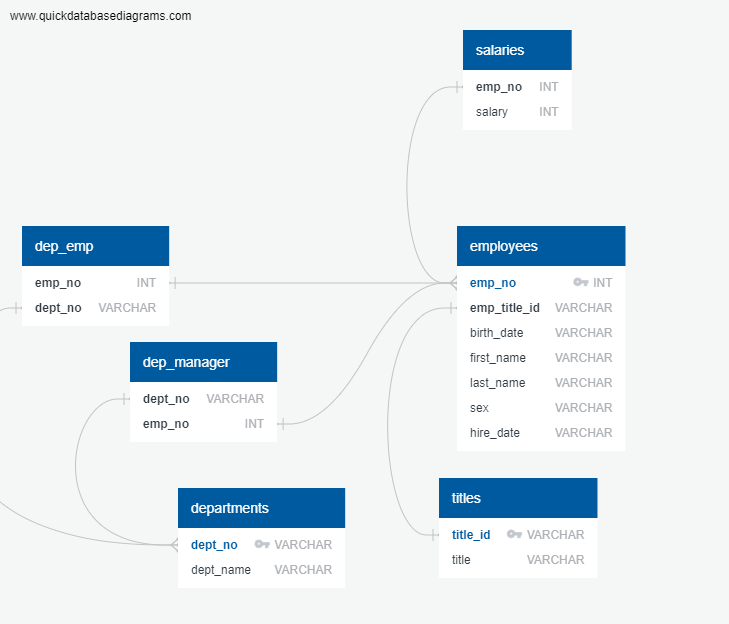 www.quickdatabasediagrams.com
salaries
emp_no INT
salary INT
dep_emp
emp_no INT
dept_no VARCHAR
employees
emp_no INT
emp_title_id VARCHAR
birth_date VARCHAR
first_name VARCHAR
last_name VARCHAR
sex VARCHAR
hire_date VARCHAR
dep_manager
dept_no VARCHAR
emp_no INT
departments
dept_no VARCHAR
dept_name VARCHAR
titles
title_id VARCHAR
title VARCHAR